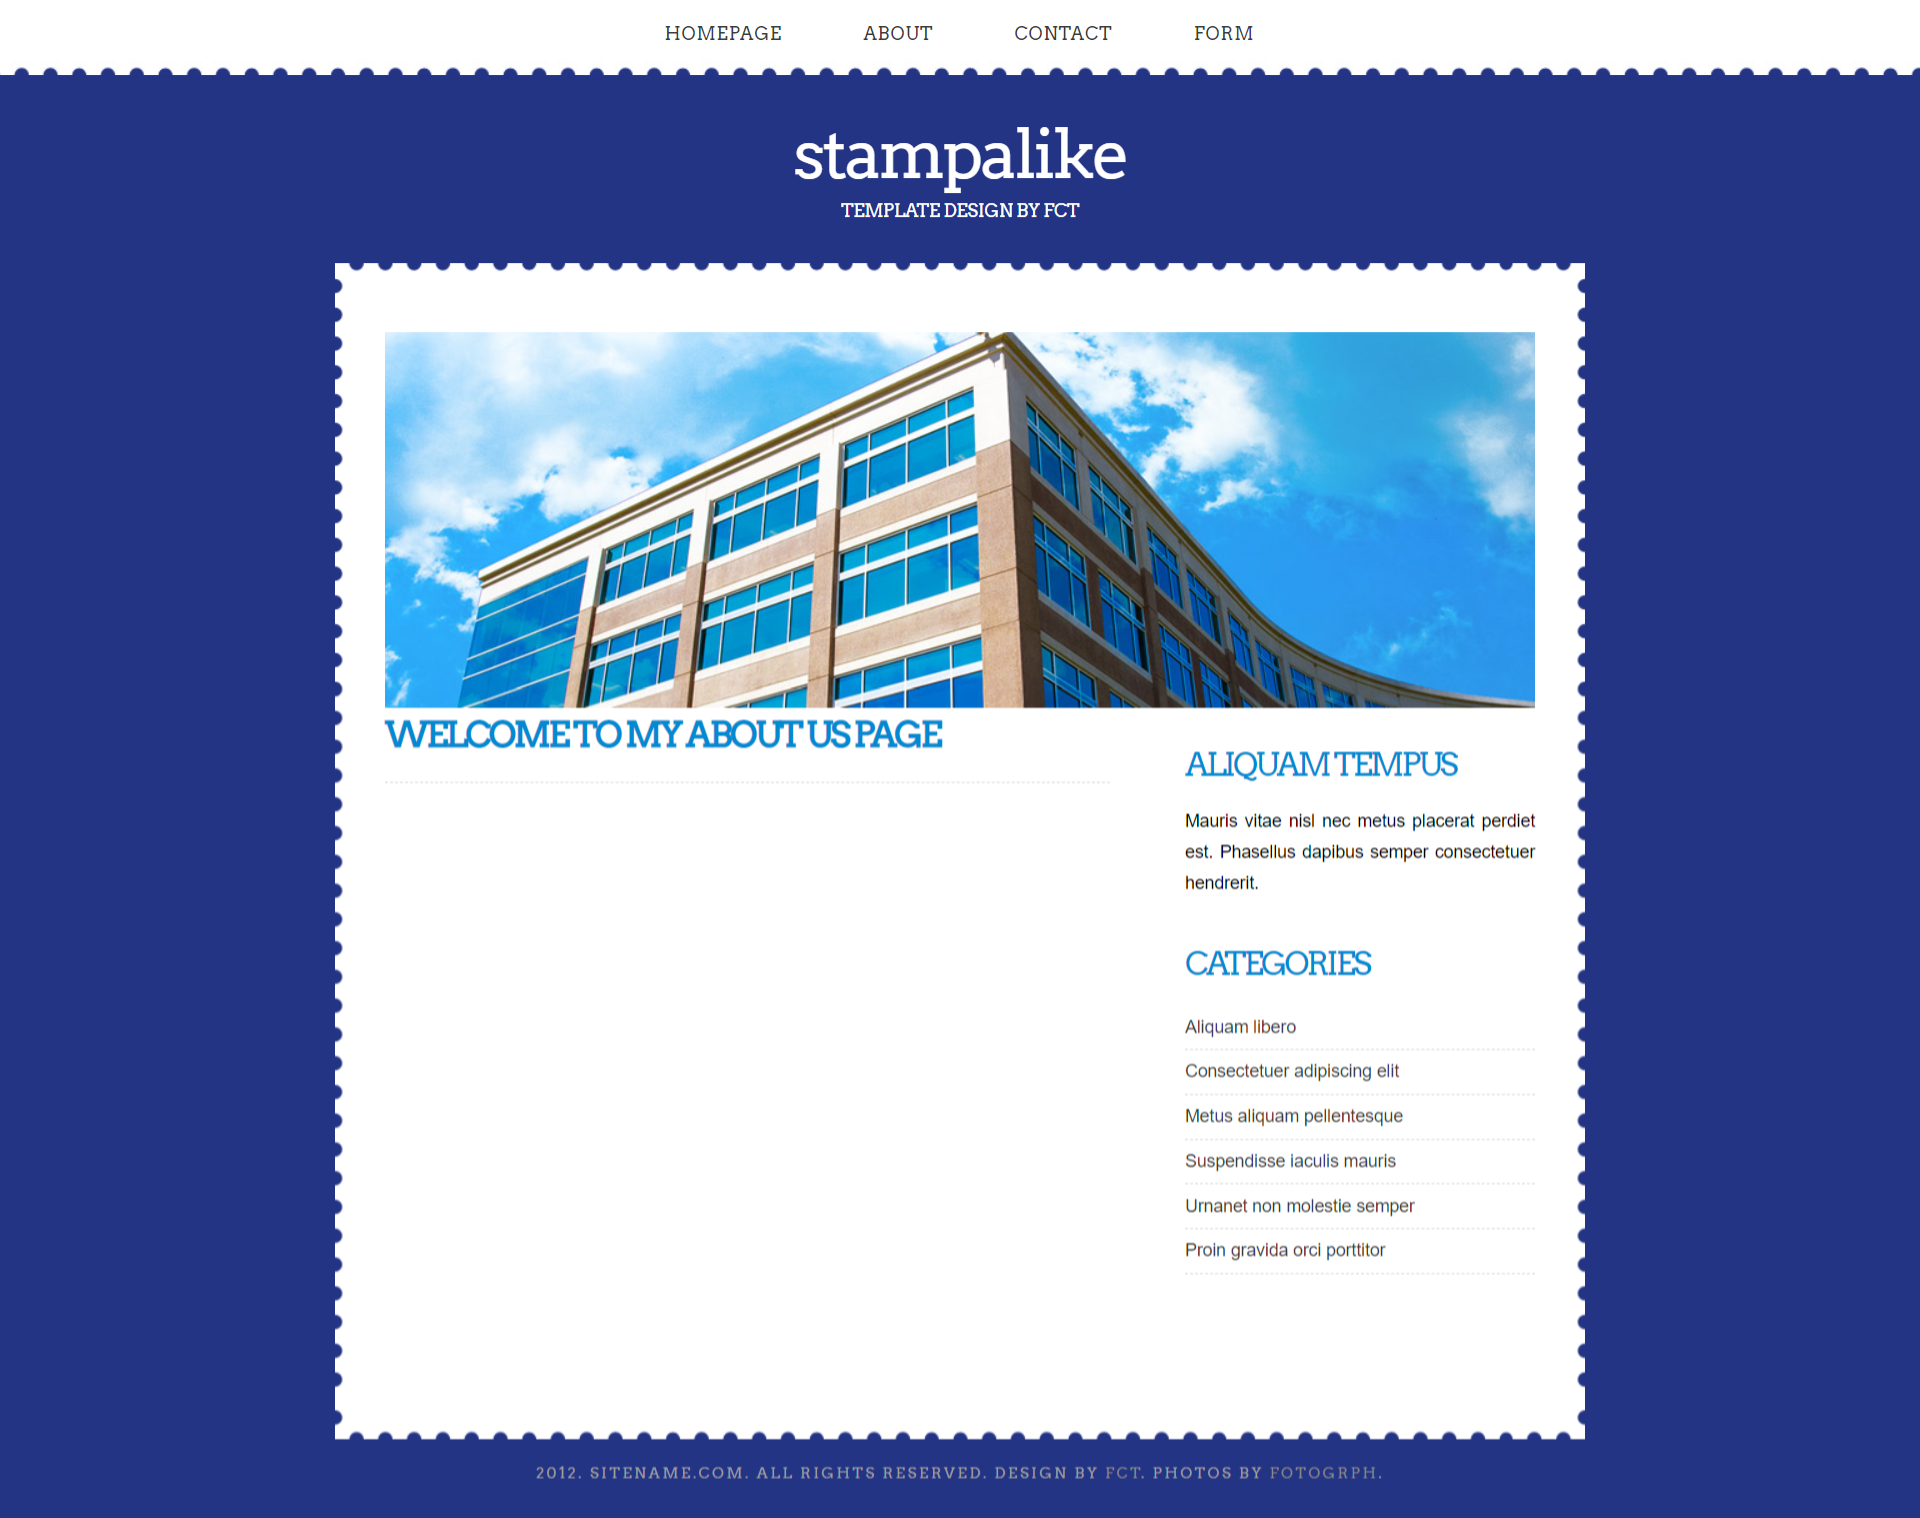 HOMEPAGE ABOUT CONTACT FORM
stampalike
TEMPLATE DESIGN BY FCT
WELCOME TO MY ABOUT US PAGE
ALIQUAM TEMPUS
Mauris vitae nisl nec metus placerat perdiet
est. Phasellus dapibus semper consectetuer
hendrerit.
CATEGORIES
Aliquam libero
Consectetuer adipiscing elit
Metus aliquam pellentesque
Suspendisse iaculis mauris
Urnanet non molestie semper
Proin gravida orci porttitor
2012. SITENAME.COM. ALL RIGHTS RESERVED. DESIGN BY FCT. PHOTOS BY FOTOGRPH.